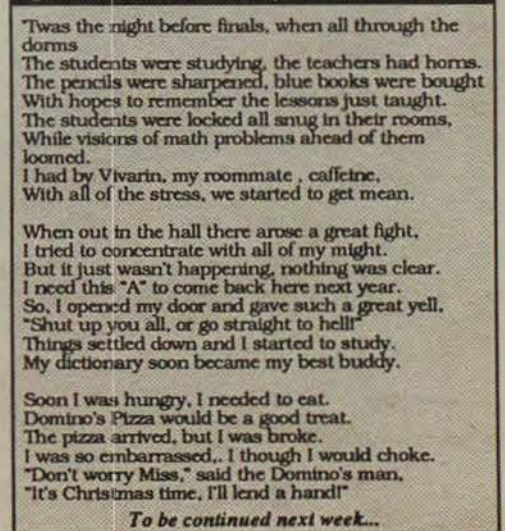 'Twas the night before finals, when all through the
dorms
The students were studying, the teachers had horns.
The pencils were sharpened, blue books were bought
With hopes to remember the lessons just taught.
The students were locked all snug in their rooms,
While visions of math problems ahead of them
loomed.
I had by Vivarin, my roommate , caffeine,
With all of the stress, we started to get mean.
When out in the hall there arose a great fight,
I tried to concentrate with all of my might.
But it just wasn't happening, nothing was clear.
I need this "A" to come back here next year.
So, I opened my door and gave such a great yell,
"Shut up you all, or go straight to hell!"
Things settled down and I started to study.
My dictionary soon became my best buddy.
Soon I was hungry, I needed to eat.
Domino's Pizza would be a good treat.
The pizza arrived, but I was broke.
I was so embarrassed,. I though I would choke.
"Don't worry Miss," said the Domino's man,
"It's Christmas time, I'll lend a hand!"
To be continued next week...